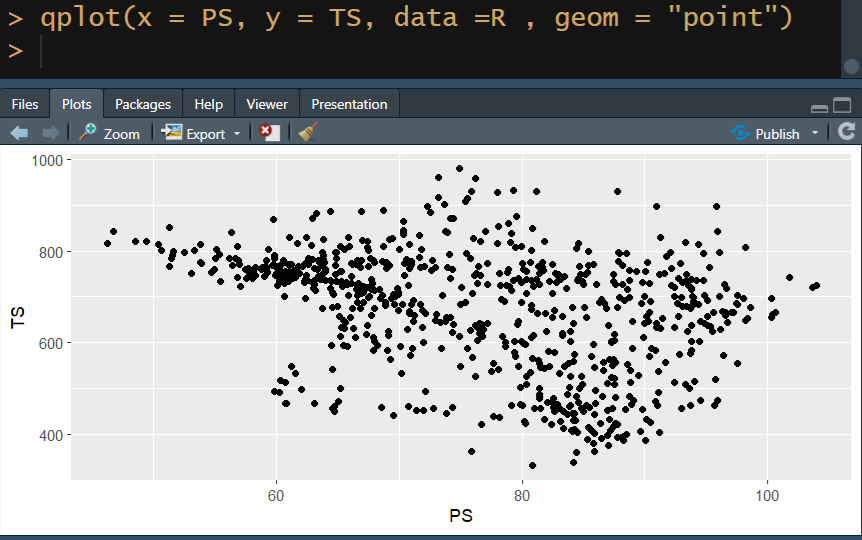 > qplot(x = PS, y = TS, data =R , geom = "point")
>
Files Plots Packages Help Viewer Presentation
Zoom Export Publish
1000
800
600
400
TS
60 80 100
PS